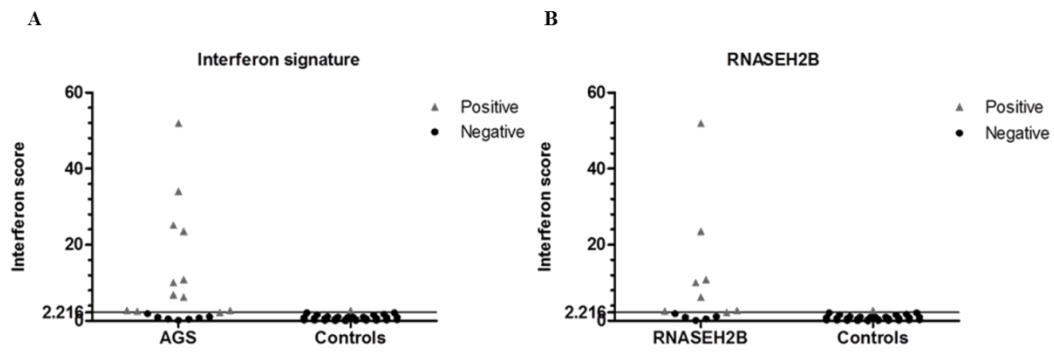 A
Interferon signature
Interferon score
60
40
20
2.216
0
AGS
Controls
Positive
Negative
B
RNASEH2B
Interferon score
60
40
20
2.216
0
RNASEH2B
Controls
Positive
Negative